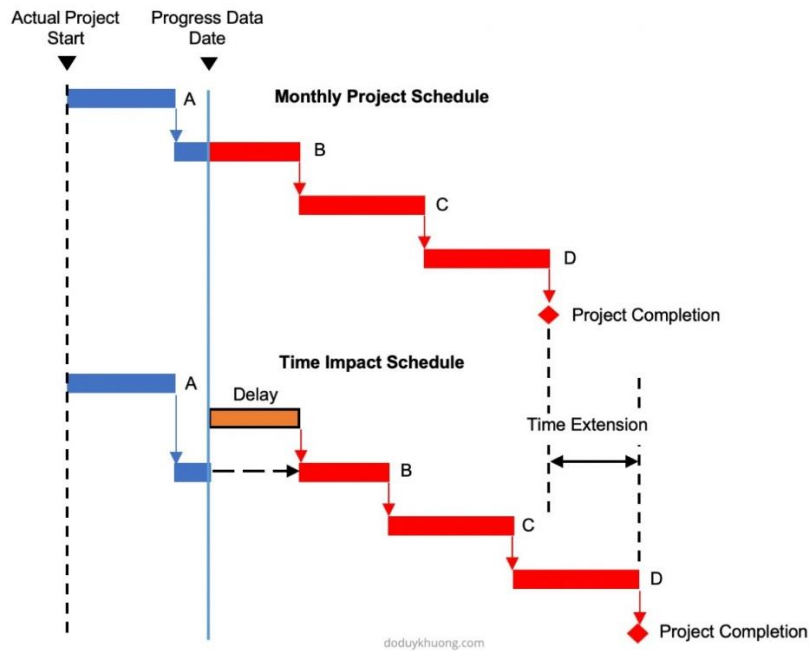 Actual Project
Start
Progress Data
Date
Monthly Project Schedule
A
B
C
D
Project Completion
Time Impact Schedule
A
Delay
Time Extension
B
C
D
Project Completion
doduykhuong.com